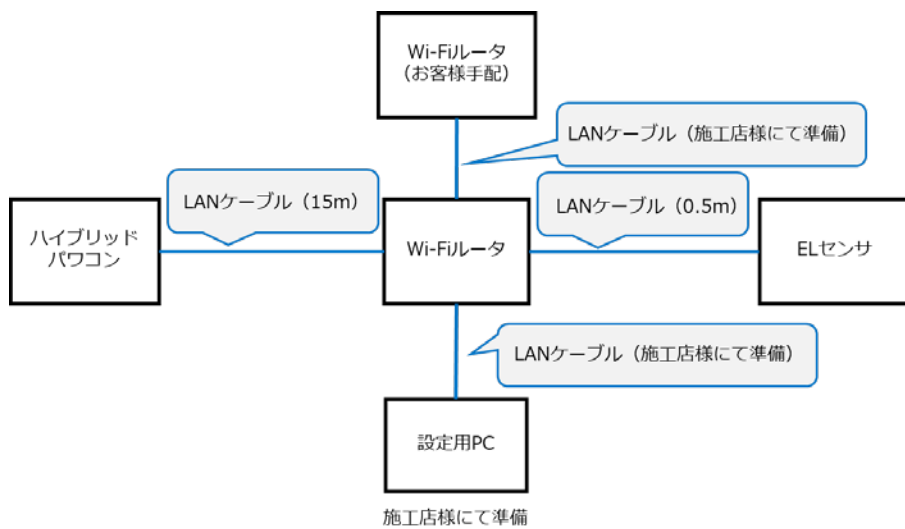 Wi-Fiルータ
（お客様手配）
LANケーブル（施工店様にて準備）
LANケーブル（15m）
LANケーブル（0.5m）
ハイブリッド
パワコン
Wi-Fiルータ
ELセンサ
LANケーブル（施工店様にて準備）
設定用PC
施工店様にて準備